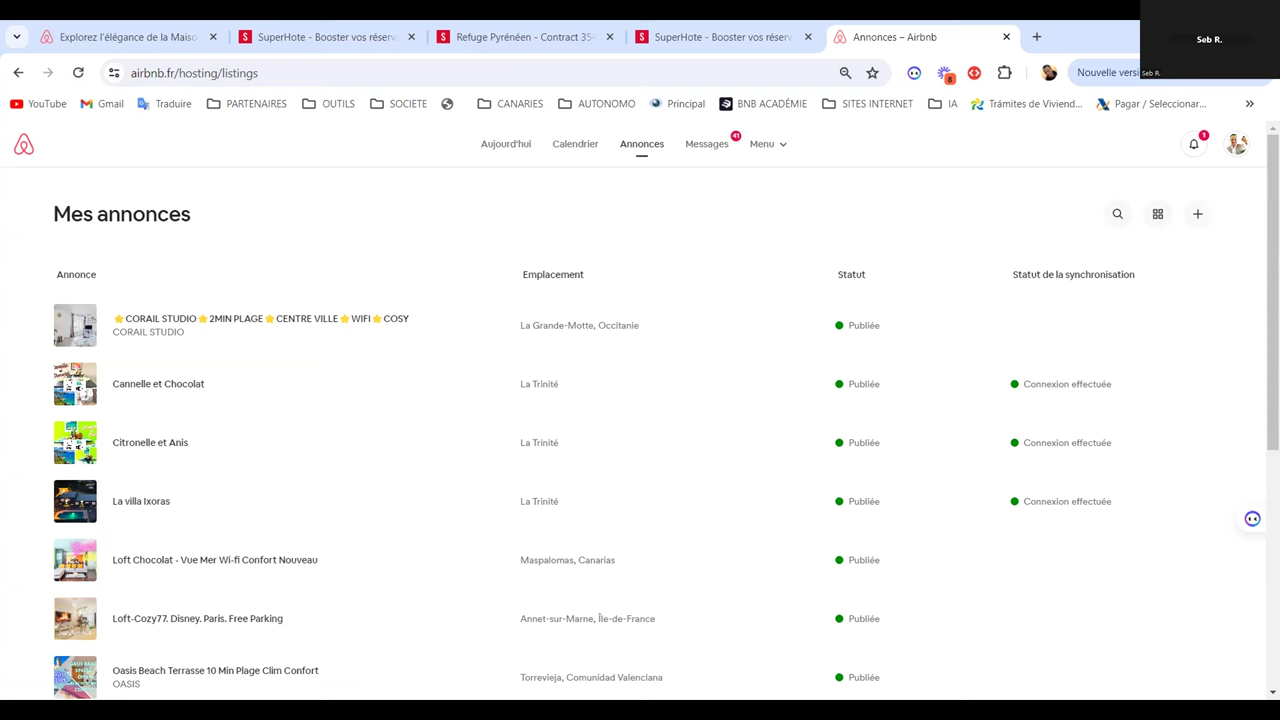 Explorez l'élégance de la Maiso
SuperHote - Booster vos réserv
Refuge Pyrénéen - Contract 354
SuperHote - Booster vos réserv
Annonces – Airbnb
Seb R.
airbnb.fr/hosting/listings
8
Nouvelle versi
Seb R.
YouTube
Gmail
Traduire
PARTENAIRES
OUTILS
SOCIETE
CANARIES
AUTONOMO
Principal
BNB ACADÉMIE
SITES INTERNET
IA
Trámites de Viviend...
Pagar / Seleccionar...
Aujourd'hui
Calendrier
Annonces
Messages
41
Menu
1
Mes annonces
Annonce
Emplacement
Statut
Statut de la synchronisation
⭐CORAIL STUDIO⭐2MIN PLAGE⭐CENTRE VILLE⭐WIFI⭐COSY
CORAIL STUDIO
La Grande-Motte, Occitanie
Publiée
Cannelle et Chocolat
La Trinité
Publiée
Connexion effectuée
Citronelle et Anis
La Trinité
Publiée
Connexion effectuée
La villa Ixoras
La Trinité
Publiée
Connexion effectuée
Loft Chocolat - Vue Mer Wi-fi Confort Nouveau
Maspalomas, Canarias
Publiée
Loft-Cozy77. Disney. Paris. Free Parking
Annet-sur-Marne, Île-de-France
Publiée
Oasis Beach Terrasse 10 Min Plage Clim Confort
OASIS
Torrevieja, Comunidad Valenciana
Publiée